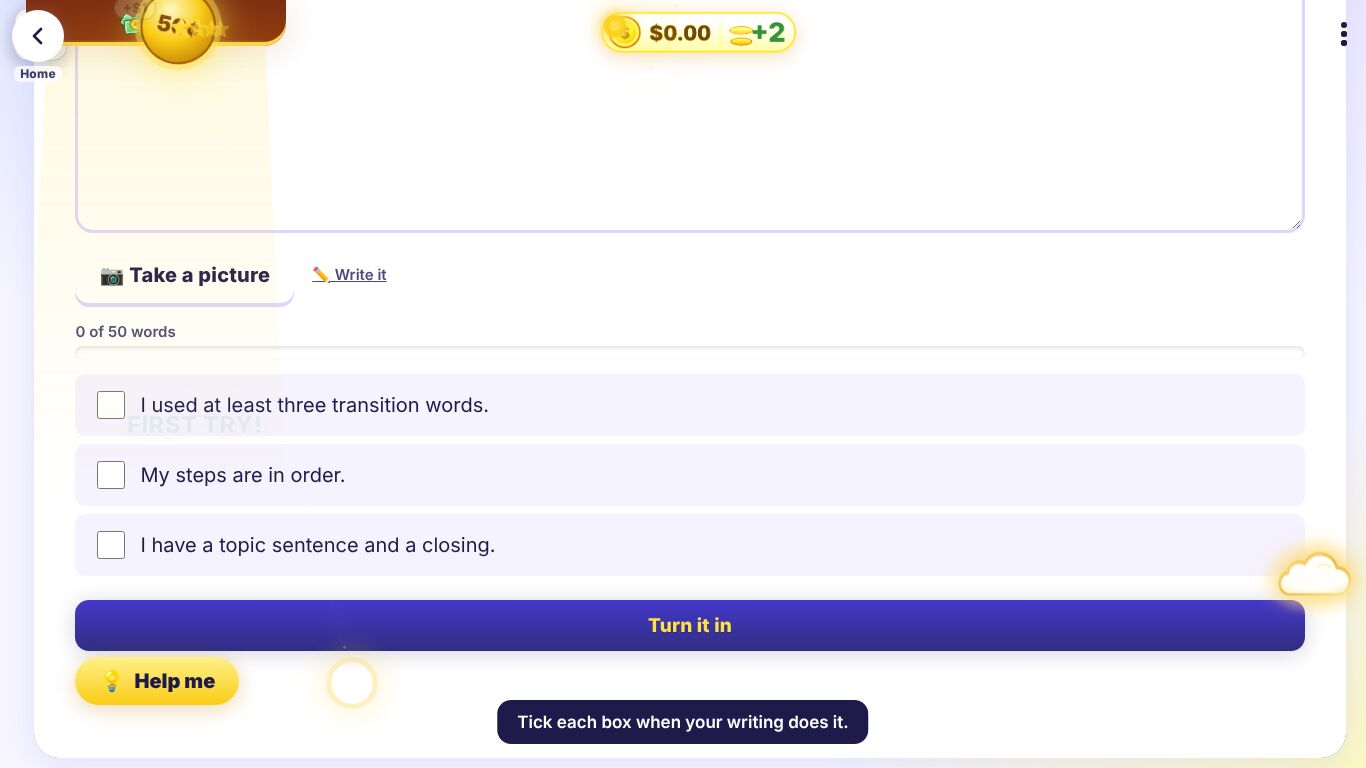 $0.00
+2
Home
Take a picture
Write it
0 of 50 words
I used at least three transition words.
FIRST TRY!
My steps are in order.
I have a topic sentence and a closing.
Turn it in
Help me
Tick each box when your writing does it.